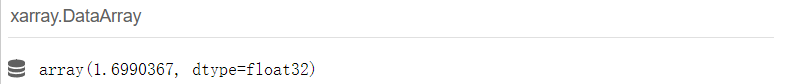 xarray.DataArray
array(1.6990367, dtype=float32)